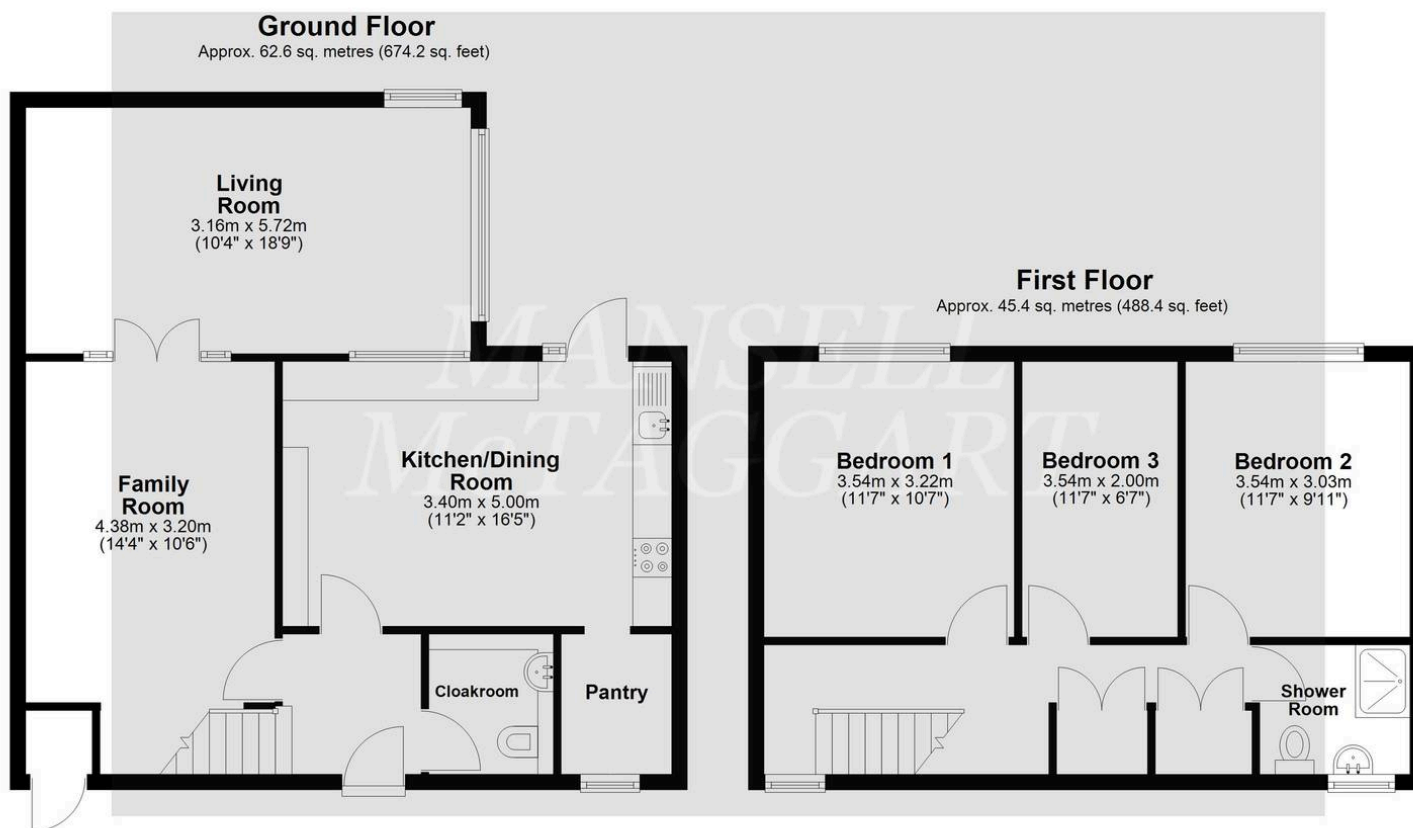 Ground Floor
Approx. 62.6 sq. metres (674.2 sq. feet)
Living
Room
3.16m x 5.72m
(10'4" x 18'9")
First Floor
Approx. 45.4 sq. metres (488.4 sq. feet)
MANSELL
McTAGGART
Family
Room
4.38m x 3.20m
(14'4" x 10'6")
Kitchen/Dining
Room
3.40m x 5.00m
(11'2" x 16'5")
Bedroom 1
3.54m x 3.22m
(11'7" x 10'7")
Bedroom 3
3.54m x 2.00m
(11'7" x 6'7")
Bedroom 2
3.54m x 3.03m
(11'7" x 9'11")
Cloakroom
Pantry
Shower
Room